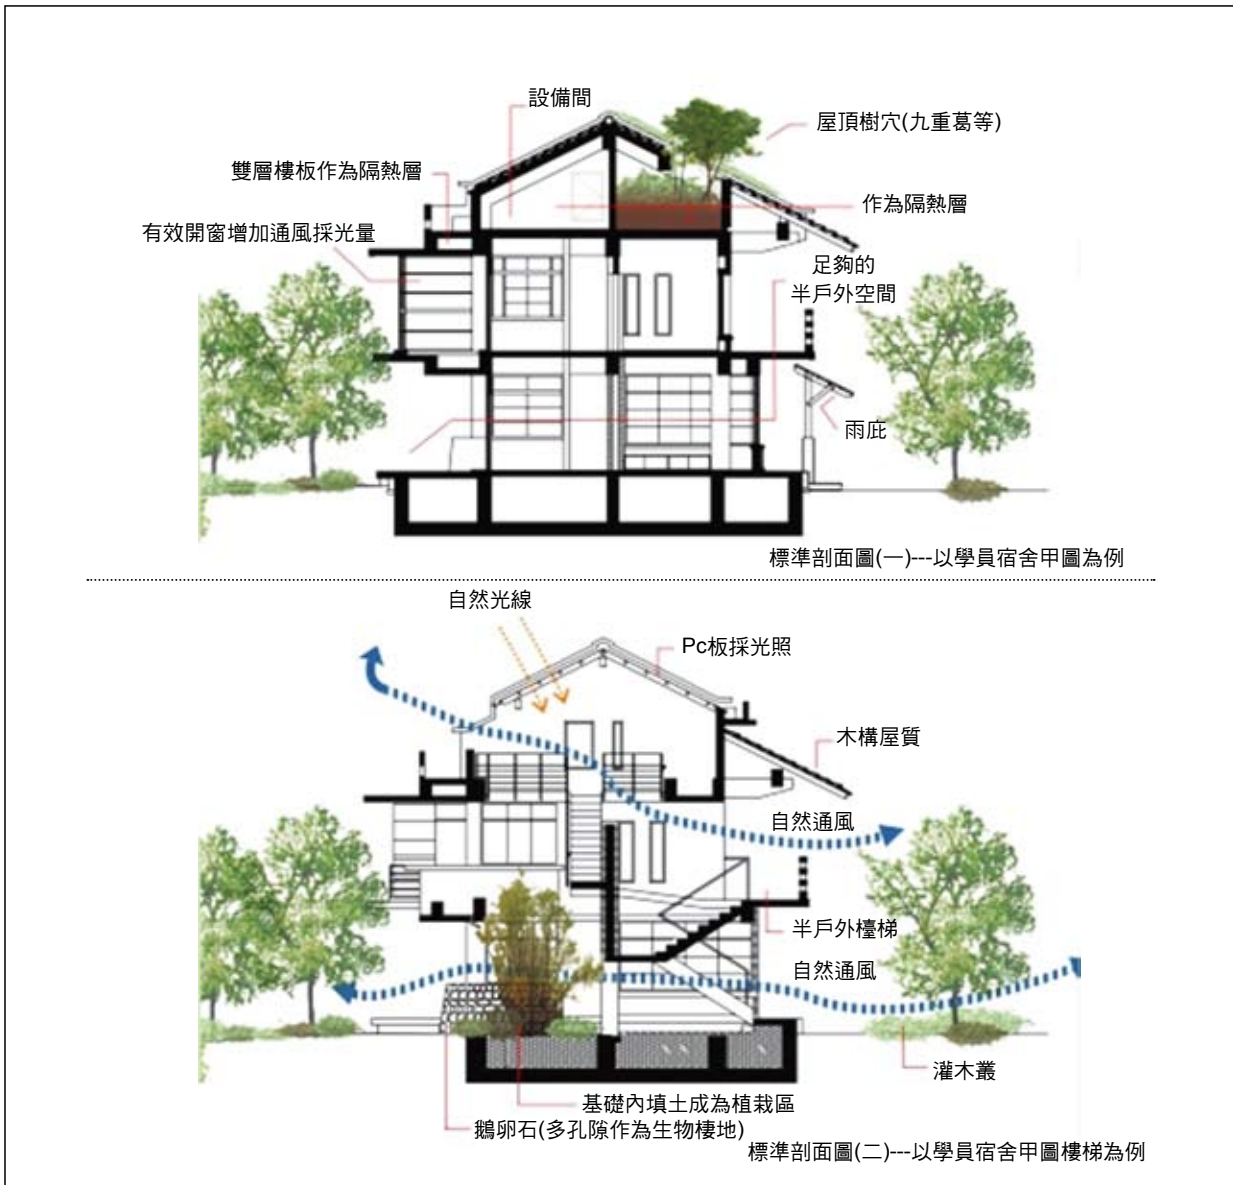 設備間
屋頂樹穴(九重葛等)
雙層樓板作為隔熱層
作為隔熱層
有效開窗增加通風採光量
足夠的
半戶外空間
雨庇
標準剖面圖(一)---以學員宿舍甲圖為例
自然光線
Pc板採光照
木構屋質
自然通風
半戶外樓梯
自然通風
灌木叢
基礎內填土成為植栽區
鵝卵石(多孔隙作為生物棲地)
標準剖面圖(二)---以學員宿舍甲圖樓梯為例